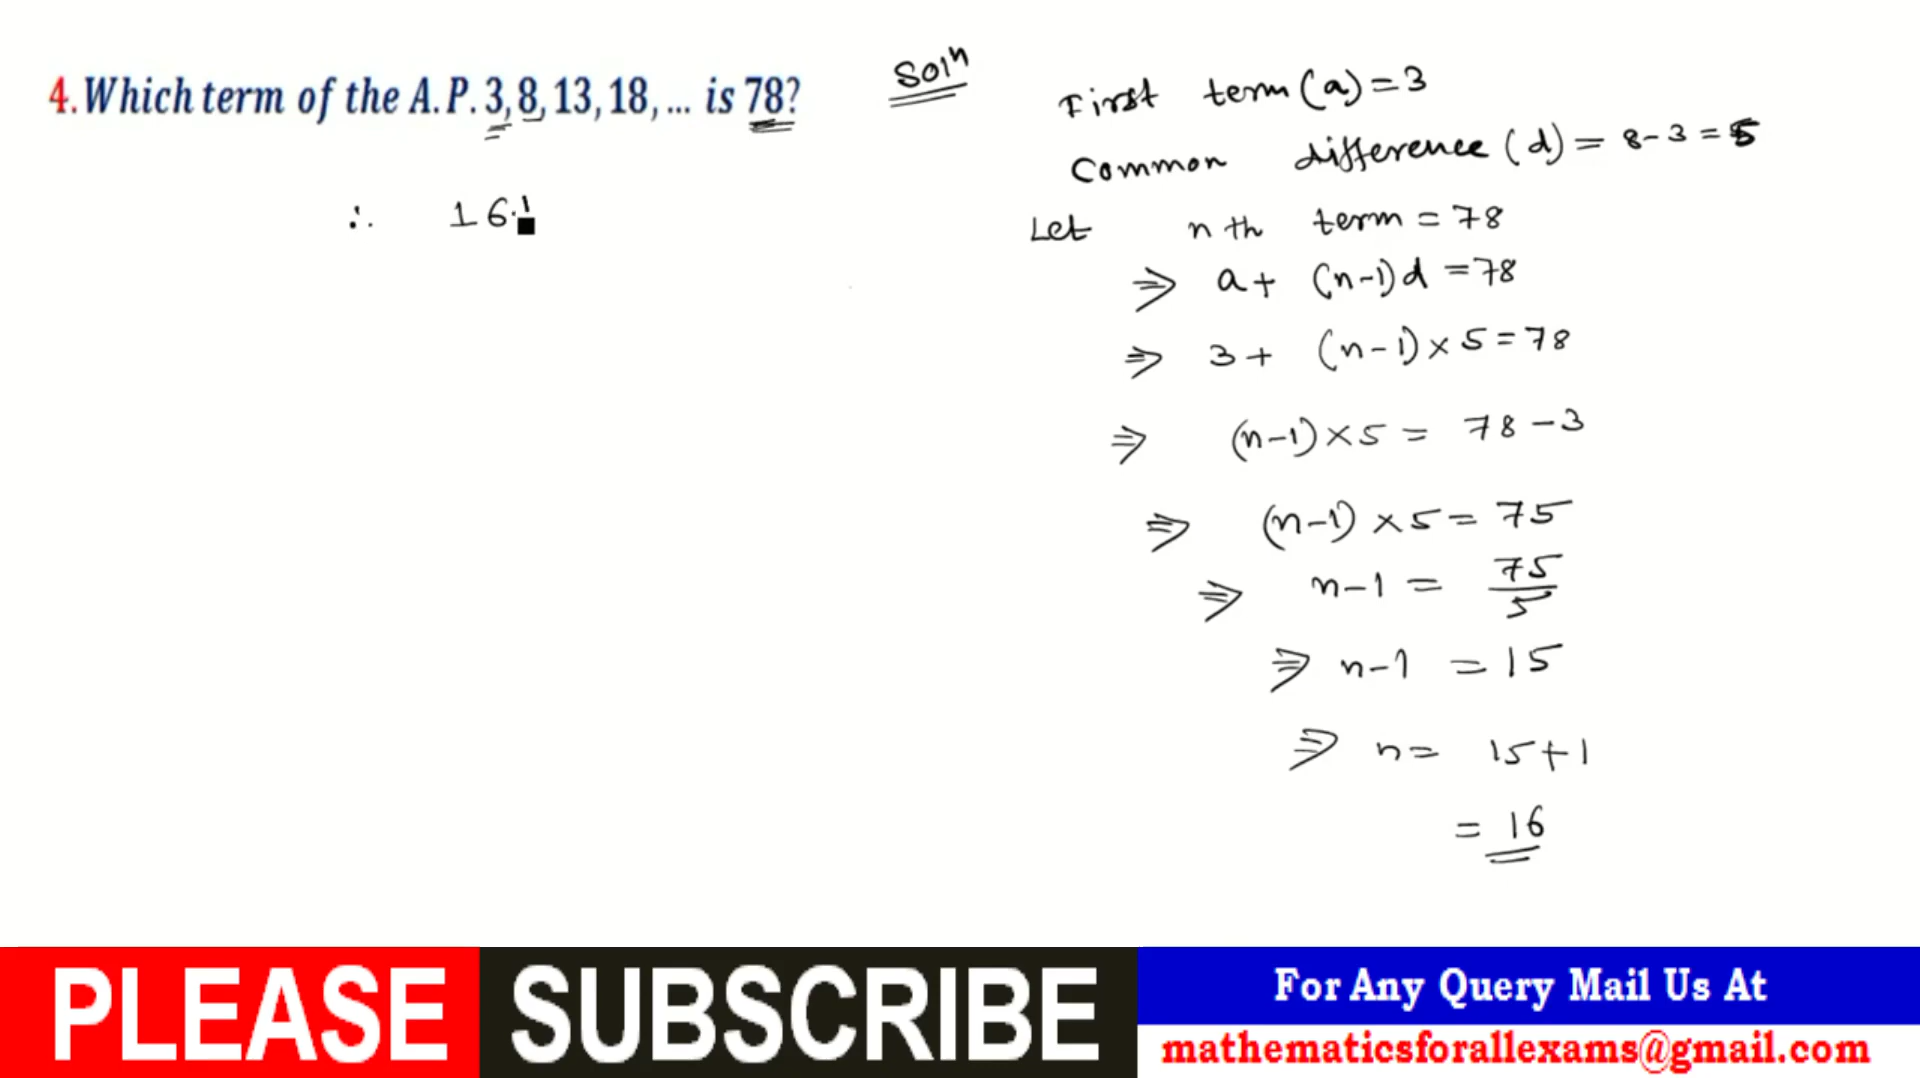 4. Which term of the A.P. 3, 8, 13, 18, ... is 78?
Soln
First term (a) = 3
Common difference (d) = 8 - 3 = 5
Let nth term = 78
⇒ a + (n-1)d = 78
⇒ 3 + (n-1) × 5 = 78
⇒ (n-1) × 5 = 78 - 3
⇒ (n-1) × 5 = 75
⇒ n-1 = 75/5
⇒ n-1 = 15
⇒ n = 15+1
= 16
∴ 16
PLEASE SUBSCRIBE
For Any Query Mail Us At
mathematicsforallexams@gmail.com